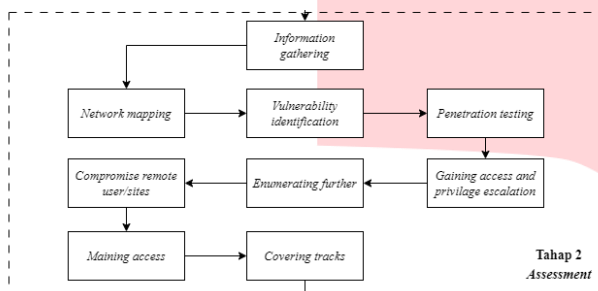 Information
gathering
Network mapping
Vulnerability
identification
Penetration testing
Gaining access and
privilage escalation
Enumerating further
Compromise remote
user/sites
Maining access
Covering tracks
Tahap 2
Assessment